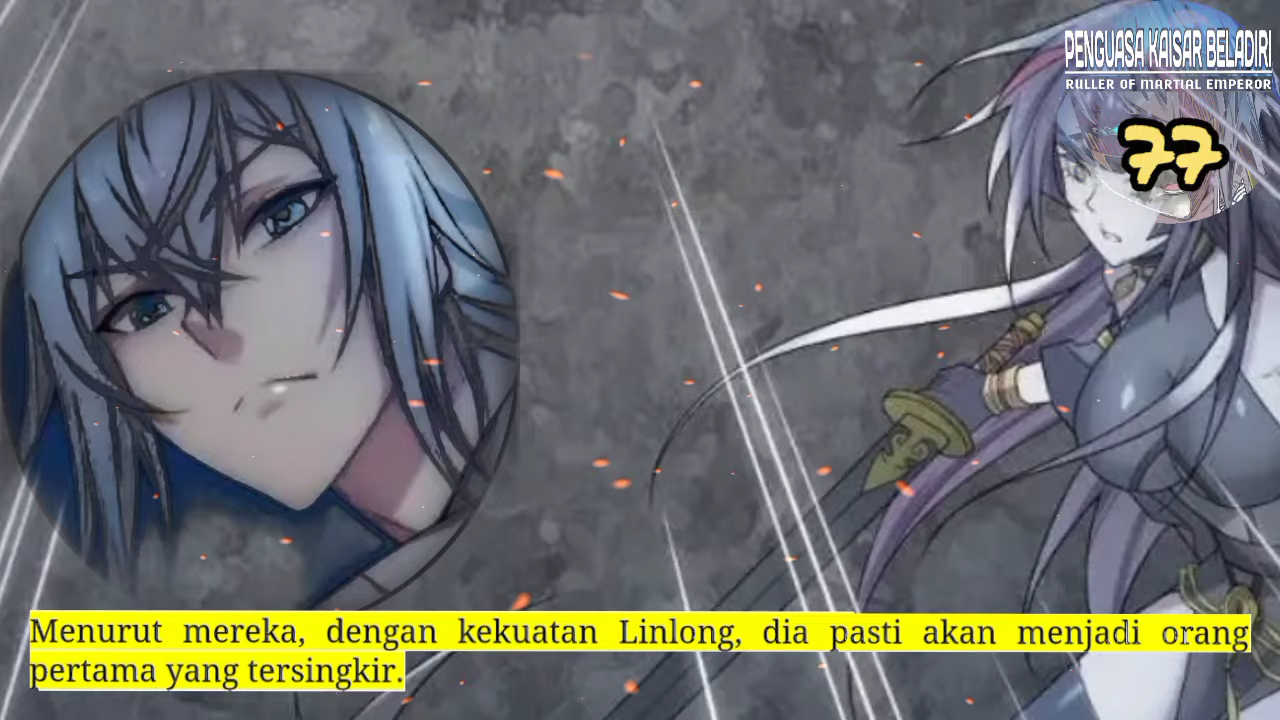 PENGUASA KAISAR BELADIRI
RULLER OF MARTIAL EMPEROR
77
Menurut mereka, dengan kekuatan Linlong, dia pasti akan menjadi orang
pertama yang tersingkir.